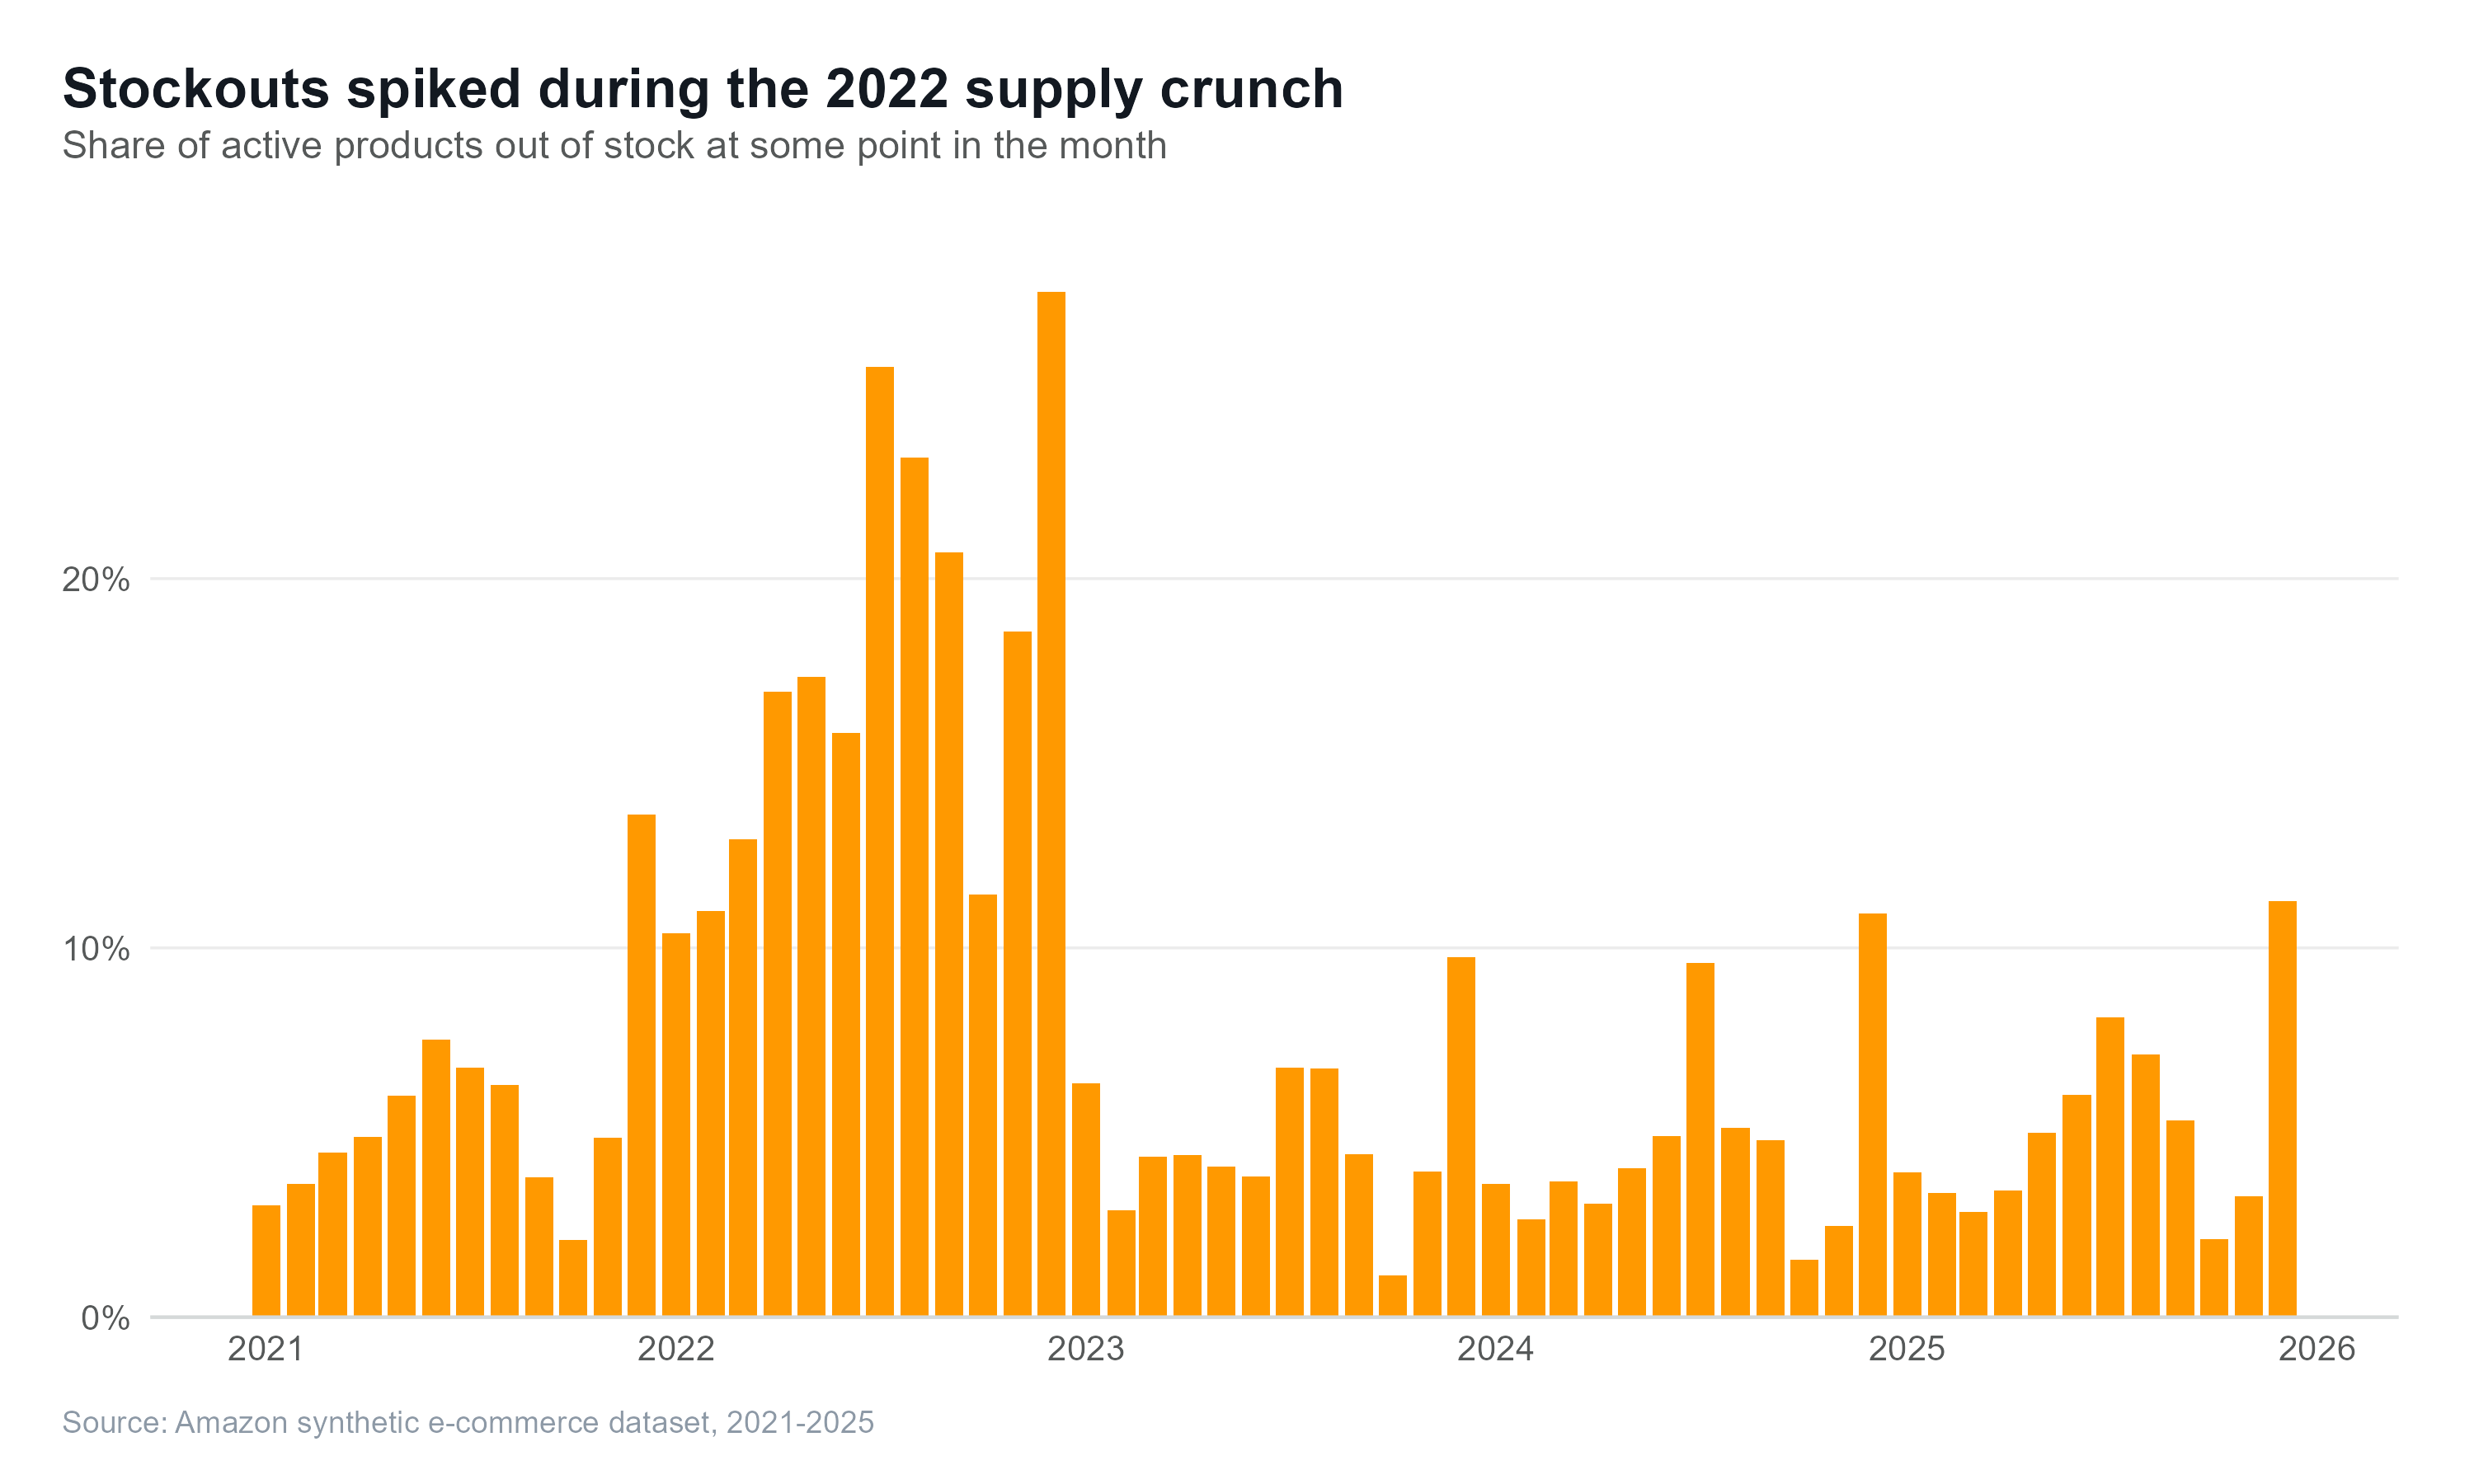 Stockouts spiked during the 2022 supply crunch
Share of active products out of stock at some point in the month
20%
10%
0%
2021 2022 2023 2024 2025 2026
Source: Amazon synthetic e-commerce dataset, 2021-2025